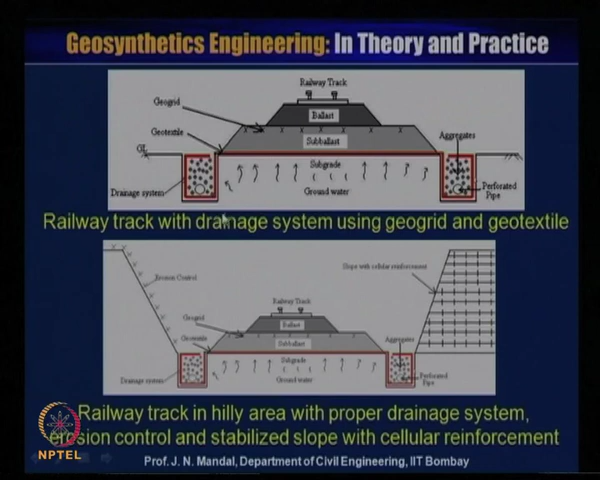 Geosynthetics Engineering: In Theory and Practice
Railway Track
Geogrid
Ballast
Geotextile
Subballast
Aggregates
GL
Subgrade
Drainage system
Ground water
Perforated
Pipe
Railway track with drainage system using geogrid and geotextile
Slope with cellular reinforcement
Erosion Control
Railway Track
Geogrid
Ballast
Geotextile
Subballast
Aggregates
Subgrade
Drainage system
Ground water
Perforated
Pipe
Railway track in hilly area with proper drainage system,
erosion control and stabilized slope with cellular reinforcement
NPTEL
Prof. J. N. Mandal, Department of Civil Engineering, IIT Bombay